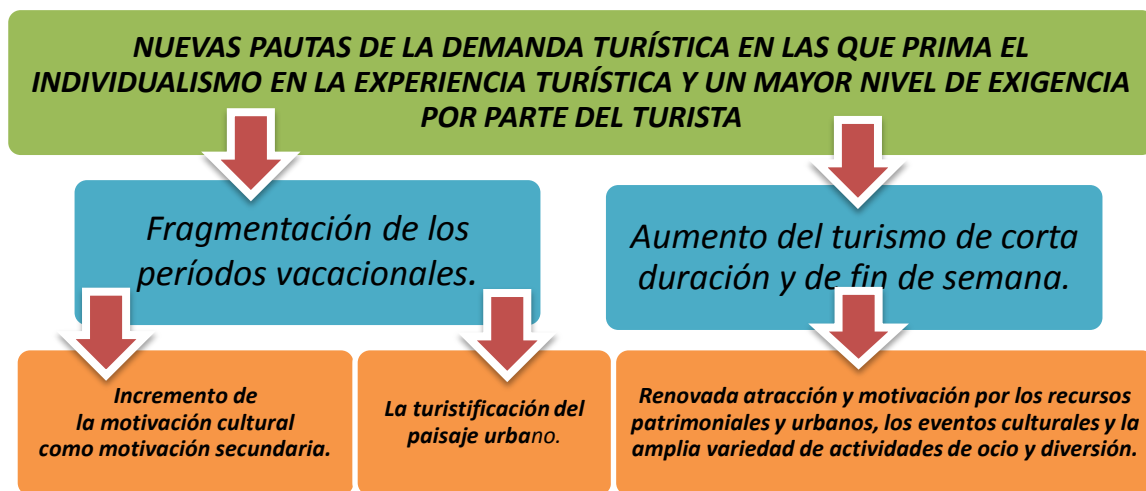 NUEVAS PAUTAS DE LA DEMANDA TURÍSTICA EN LAS QUE PRIMA EL
INDIVIDUALISMO EN LA EXPERIENCIA TURÍSTICA Y UN MAYOR NIVEL DE EXIGENCIA
POR PARTE DEL TURISTA
Fragmentación de los
períodos vacacionales.
Aumento del turismo de corta
duración y de fin de semana.
Incremento de
la motivación cultural
como motivación secundaria.
La turistificación del
paisaje urbano.
Renovada atracción y motivación por los recursos
patrimoniales y urbanos, los eventos culturales y la
amplia variedad de actividades de ocio y diversión.